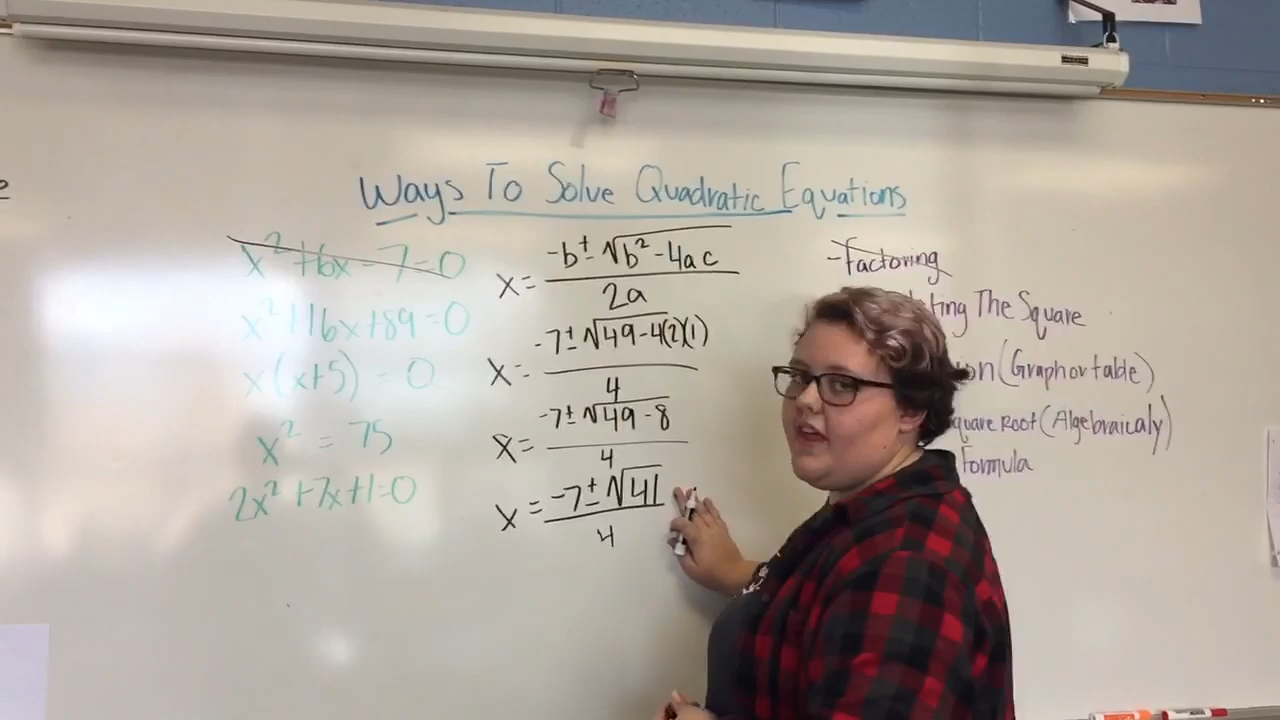 Ways To Solve Quadratic Equations
x² + 6x - 7 = 0
x² + 16x + 89 = 0
x(x+5) = 0
x² = 75
2x² + 7x + 1 = 0
x = -b ± √b² - 4ac / 2a
x = -7 ± √49 - 4(2)(1) / 4
x = -7 ± √49 - 8 / 4
x = -7 ± √41 / 4
- factoring
The Square
(Graph or table)
Root (Algebraicaly)
Formula